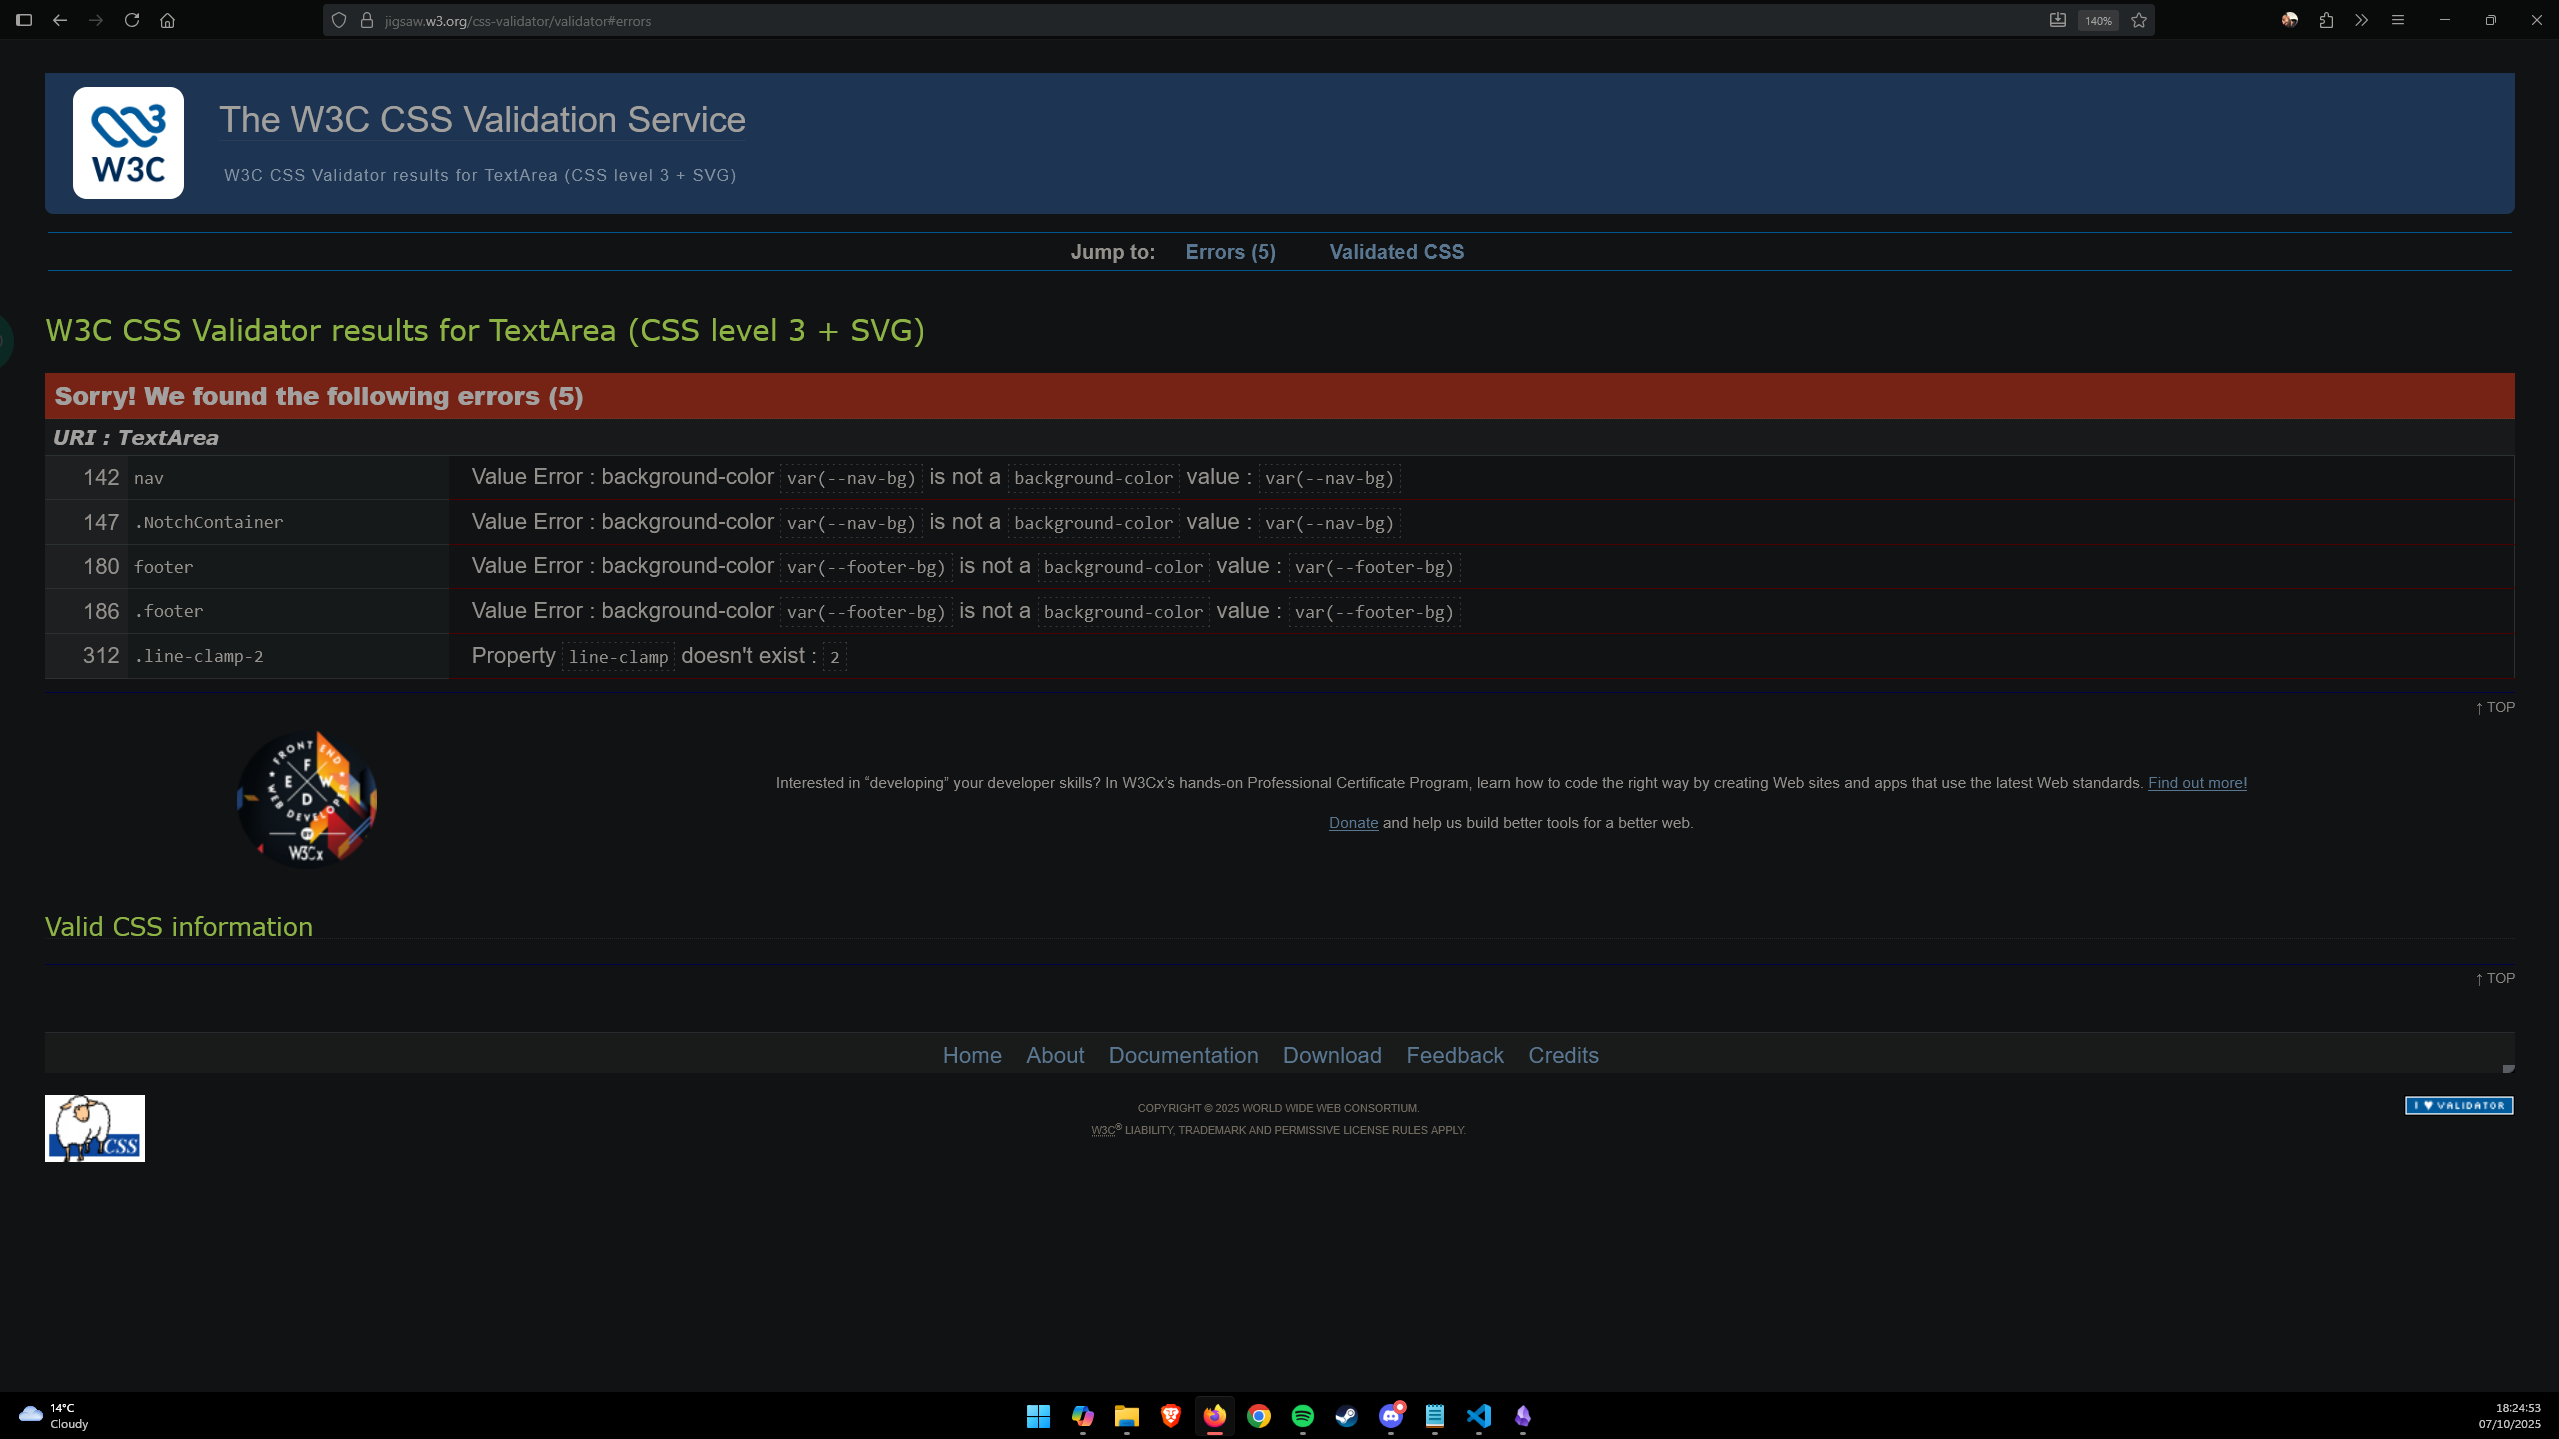 jigsaw.w3.org/css-validator/validator#errors
140%
W3C
The W3C CSS Validation Service
W3C CSS Validator results for TextArea (CSS level 3 + SVG)
Jump to: Errors (5) Validated CSS
W3C CSS Validator results for TextArea (CSS level 3 + SVG)
Sorry! We found the following errors (5)
URI : TextArea
142 nav Value Error : background-color var(--nav-bg) is not a background-color value : var(--nav-bg)
147 .NotchContainer Value Error : background-color var(--nav-bg) is not a background-color value : var(--nav-bg)
180 footer Value Error : background-color var(--footer-bg) is not a background-color value : var(--footer-bg)
186 .footer Value Error : background-color var(--footer-bg) is not a background-color value : var(--footer-bg)
312 .line-clamp-2 Property line-clamp doesn't exist : 2
↑ TOP
FRONT END
F E W D
WEB DEVELOPER
BY
W3Cx
Interested in “developing” your developer skills? In W3Cx’s hands-on Professional Certificate Program, learn how to code the right way by creating Web sites and apps that use the latest Web standards. Find out more!
Donate and help us build better tools for a better web.
Valid CSS information
↑ TOP
Home About Documentation Download Feedback Credits
CSS
COPYRIGHT © 2025 WORLD WIDE WEB CONSORTIUM.
W3C® LIABILITY, TRADEMARK AND PERMISSIVE LICENSE RULES APPLY.
I ♥ VALIDATOR
14°C
Cloudy
18:24:53
07/10/2025